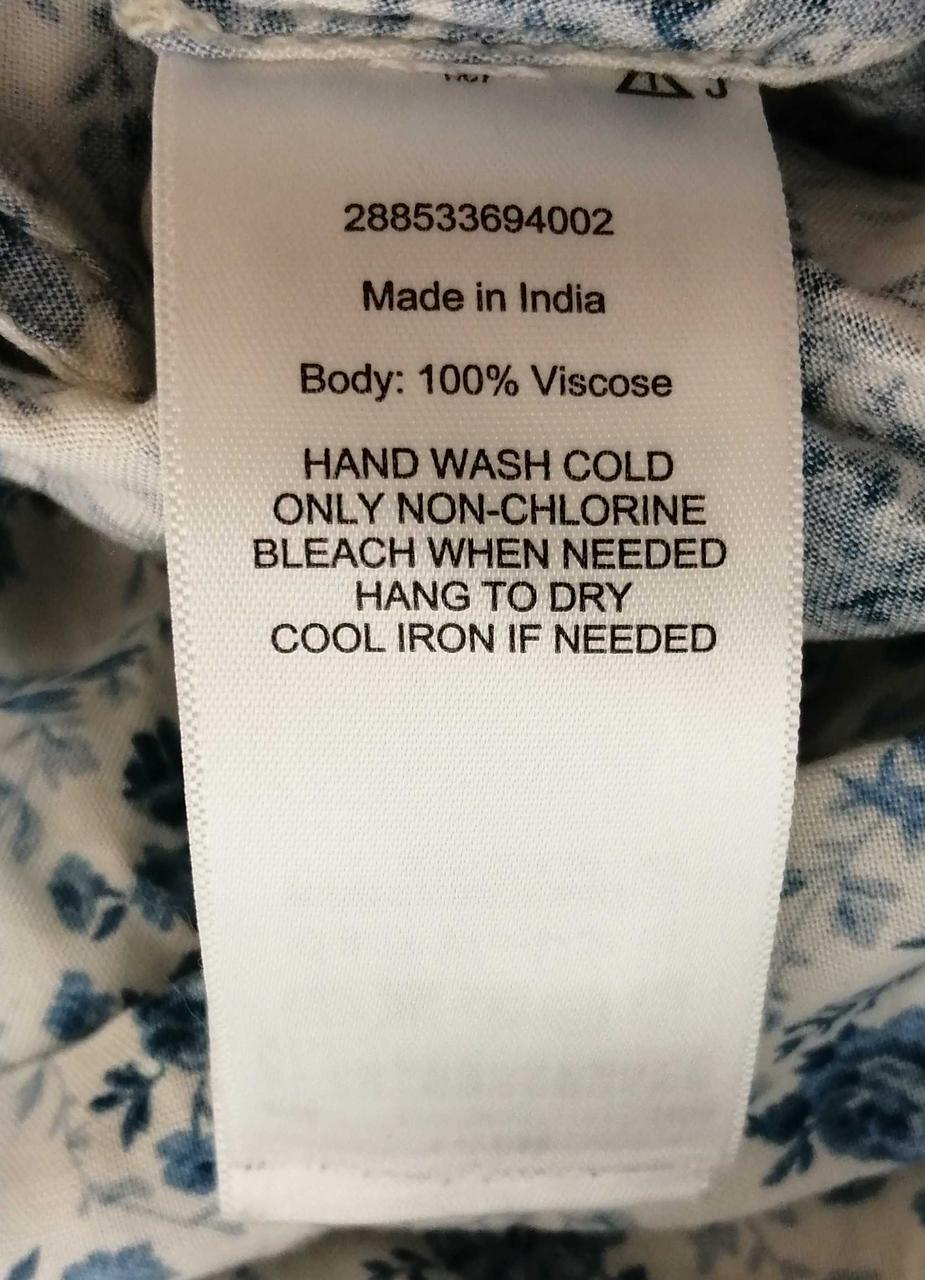 288533694002
Made in India
Body: 100% Viscose
HAND WASH COLD
ONLY NON-CHLORINE
BLEACH WHEN NEEDED
HANG TO DRY
COOL IRON IF NEEDED